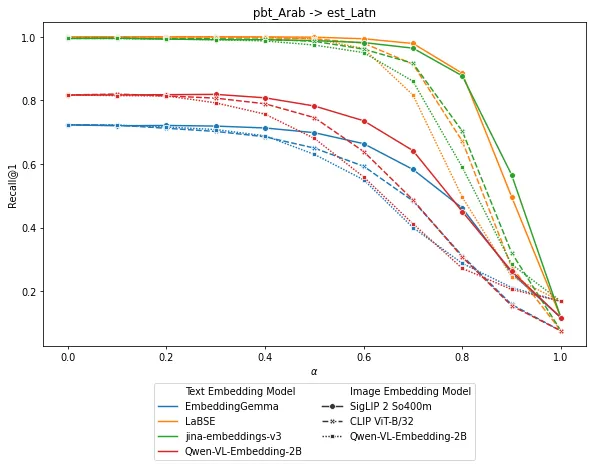 pbt_Arab -> est_Latn
Recall@1
1.0
0.8
0.6
0.4
0.2
0.0 0.2 0.4 0.6 0.8 1.0
α
Text Embedding Model
EmbeddingGemma
LaBSE
jina-embeddings-v3
Qwen-VL-Embedding-2B
Image Embedding Model
SigLIP 2 So400m
CLIP ViT-B/32
Qwen-VL-Embedding-2B